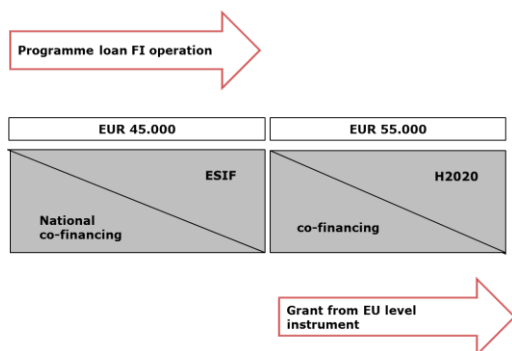 Programme loan FI operation
EUR 45.000
EUR 55.000
ESIF
H2020
National
co-financing
co-financing
Grant from EU level
instrument